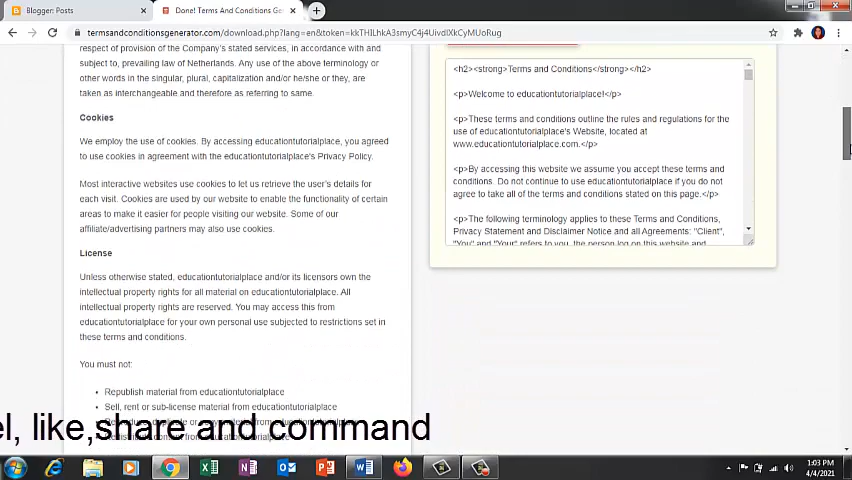 Blogger: Posts
Done! Terms And Conditions Ge
termsandconditionsgenerator.com/download.php?lang=en&token=kkTHILhkA3smyC4j4UivdIXkCyMUoRug
respect of provision of the Company's stated services, in accordance with and
subject to, prevailing law of Netherlands. Any use of the above terminology or
other words in the singular, plural, capitalization and/or he/she or they, are
taken as interchangeable and therefore as referring to same.
Cookies
We employ the use of cookies. By accessing educationtutorialplace, you agreed
to use cookies in agreement with the educationtutorialplace's Privacy Policy.
Most interactive websites use cookies to let us retrieve the user's details for
each visit. Cookies are used by our website to enable the functionality of certain
areas to make it easier for people visiting our website. Some of our
affiliate/advertising partners may also use cookies.
License
Unless otherwise stated, educationtutorialplace and/or its licensors own the
intellectual property rights for all material on educationtutorialplace. All
intellectual property rights are reserved. You may access this from
educationtutorialplace for your own personal use subjected to restrictions set in
these terms and conditions.
You must not:
• Republish material from educationtutorialplace
• Sell, rent or sub-license material from educationtutorialplace
<h2><strong>Terms and Conditions</strong></h2>
<p>Welcome to educationtutorialplace!</p>
<p>These terms and conditions outline the rules and regulations for the
use of educationtutorialplace's Website, located at
www.educationtutorialplace.com.</p>
<p>By accessing this website we assume you accept these terms and
conditions. Do not continue to use educationtutorialplace if you do not
agree to take all of the terms and conditions stated on this page.</p>
<p>The following terminology applies to these Terms and Conditions,
Privacy Statement and Disclaimer Notice and all Agreements: "Client",
"You" and "Your" refers to you, the person log on this website and
el, like,share and command
1:03 PM
4/4/2021